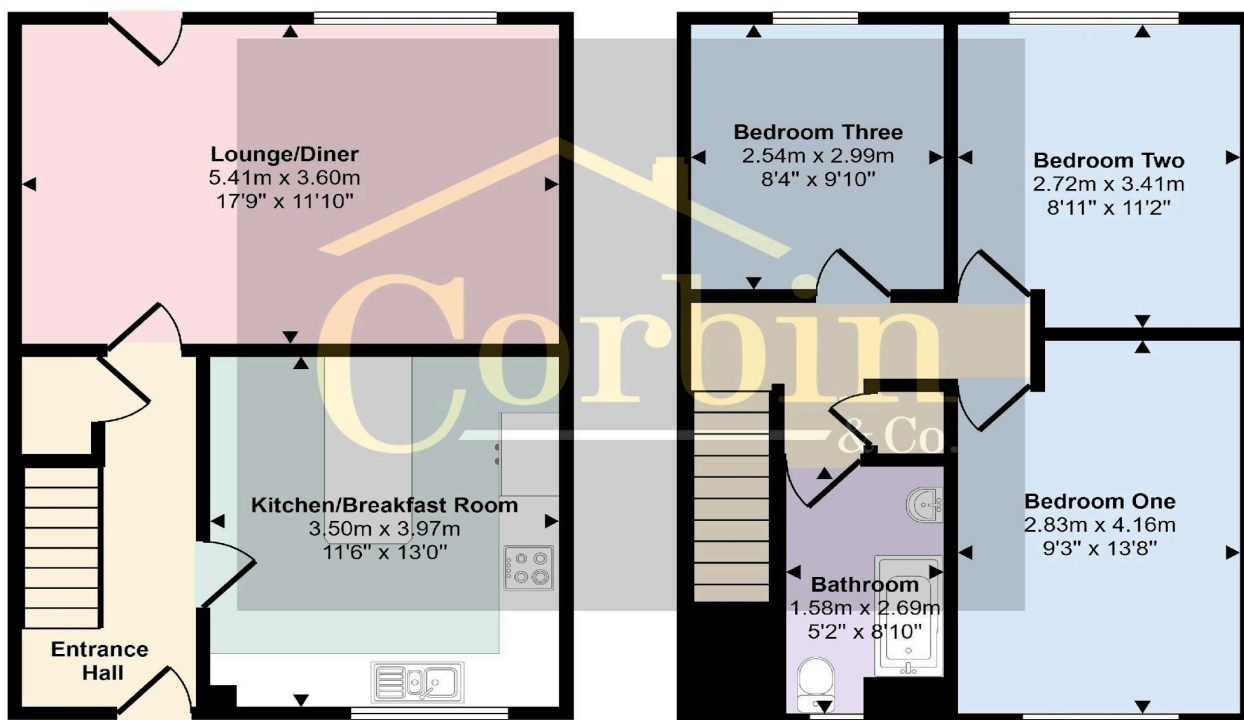 Lounge/Diner
5.41m x 3.60m
17'9" x 11'10"
Kitchen/Breakfast Room
3.50m x 3.97m
11'6" x 13'0"
Entrance
Hall
Bedroom Three
2.54m x 2.99m
8'4" x 9'10"
Bedroom Two
2.72m x 3.41m
8'11" x 11'2"
Bedroom One
2.83m x 4.16m
9'3" x 13'8"
Bathroom
1.58m x 2.69m
5'2" x 8'10"
Corbin
& Co.